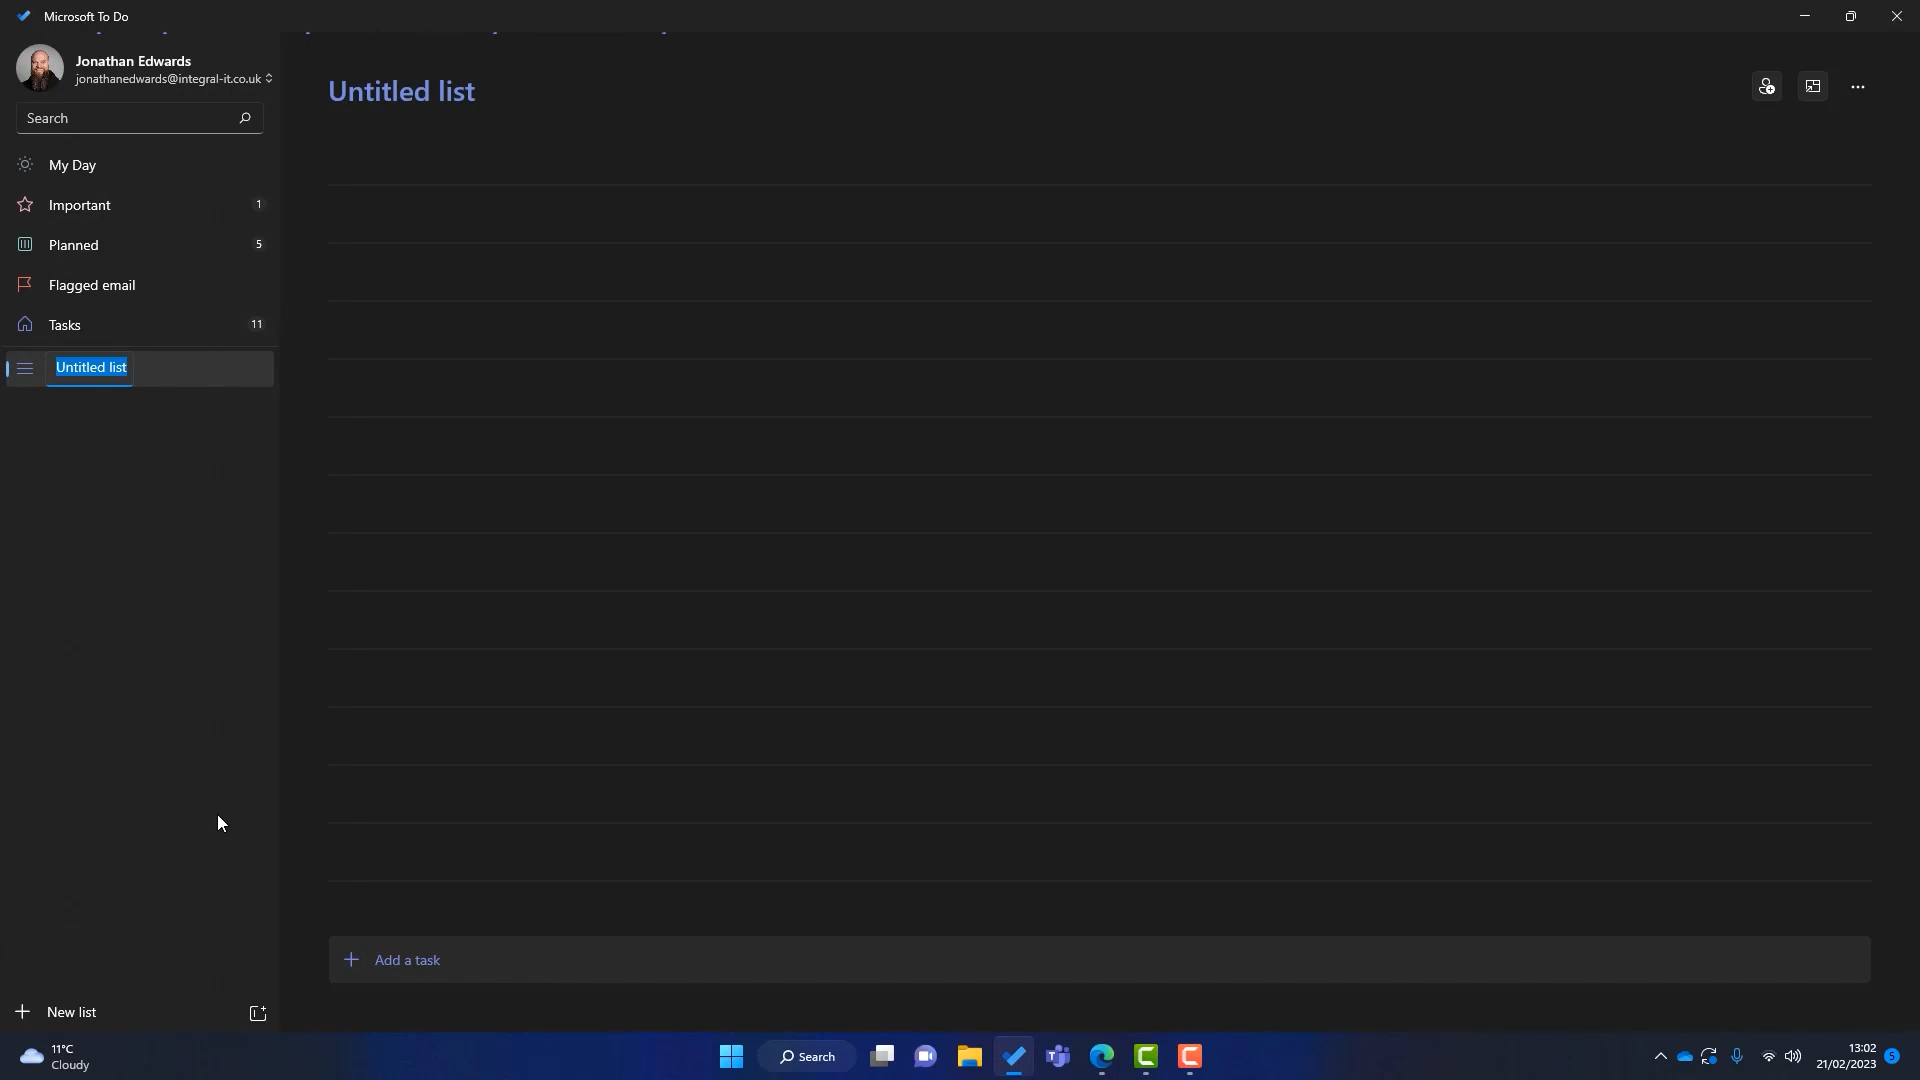 Microsoft To Do
Jonathan Edwards
jonathanedwards@integral-it.co.uk
Search
My Day
Important 1
Planned 5
Flagged email
Tasks 11
Untitled list
New list
Untitled list
Add a task
11°C
Cloudy
Search
13:02
21/02/2023
5